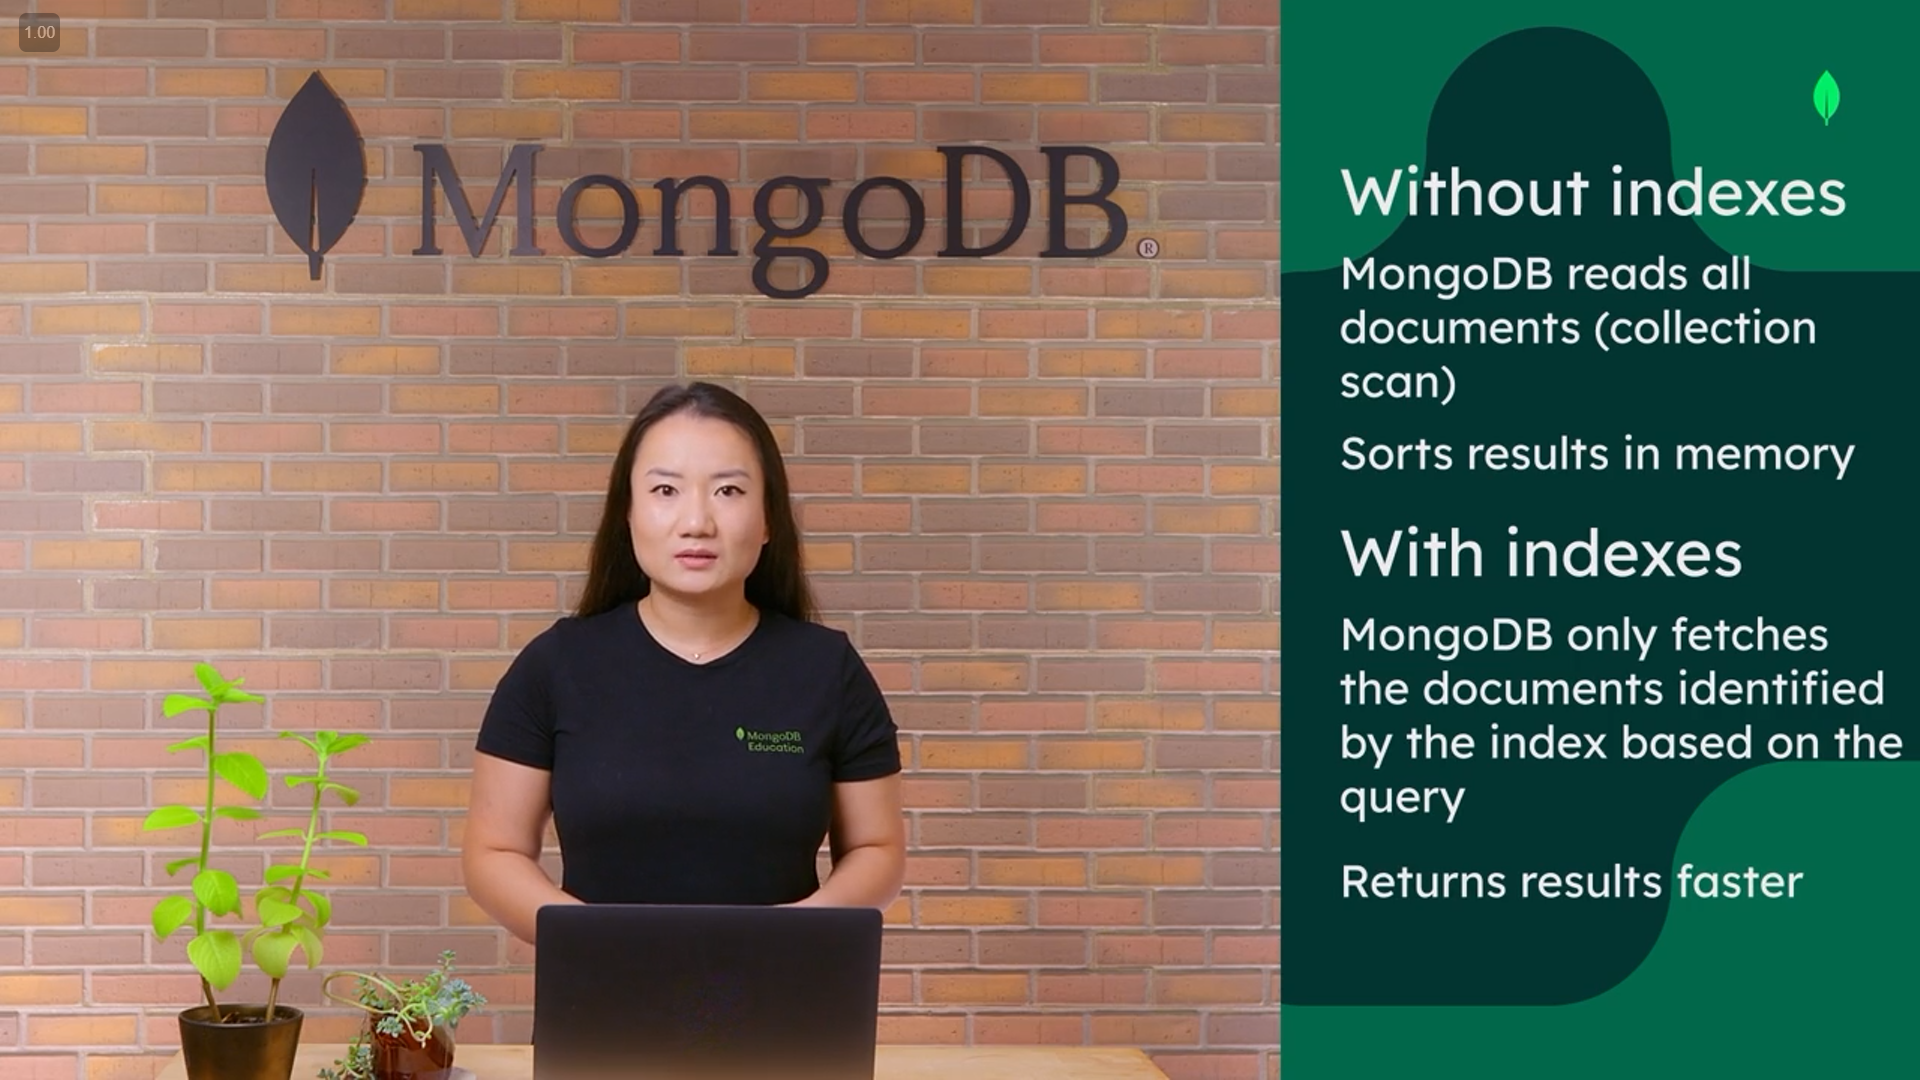 1.00
MongoDB®
MongoDB
Education
Without indexes
MongoDB reads all
documents (collection
scan)
Sorts results in memory
With indexes
MongoDB only fetches
the documents identified
by the index based on the
query
Returns results faster